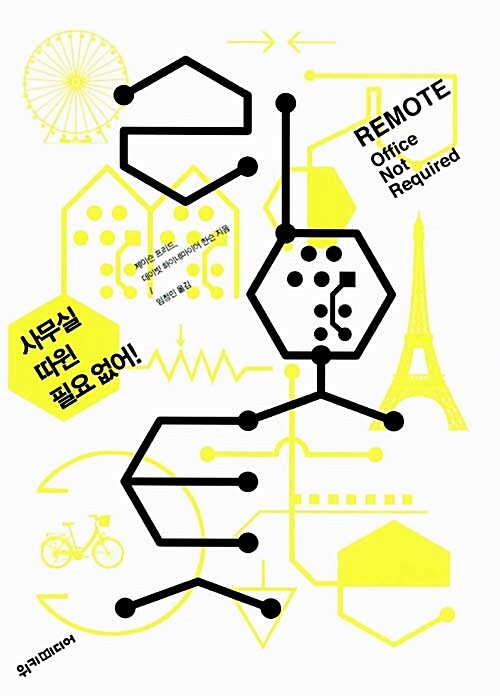 REMOTE
Office
Not
Required
제이슨 프리드,
데이빗 하이네마이어 한슨 지음
임정민 옮김
사무실
따윈
필요 없어!
위키미디어